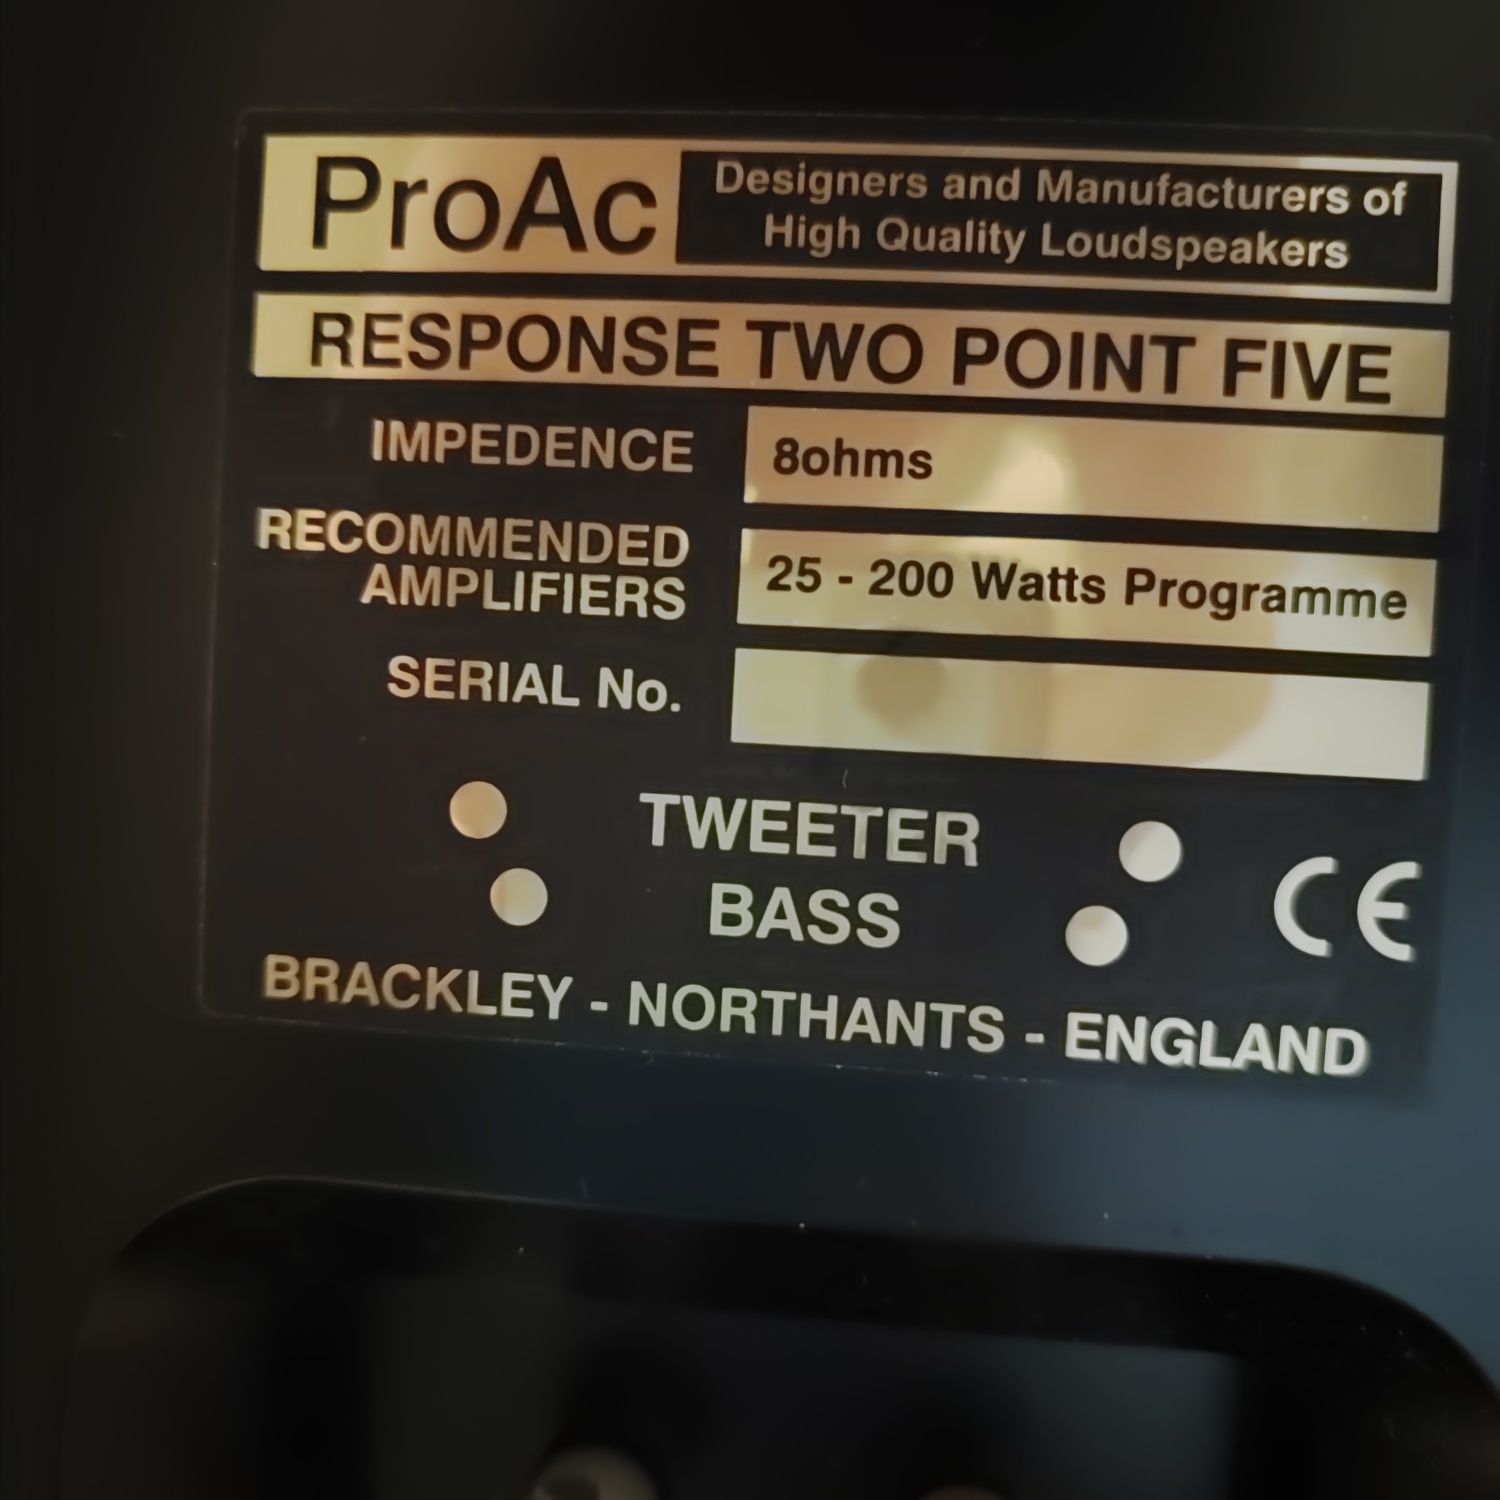 ProAc
Designers and Manufacturers of
High Quality Loudspeakers
RESPONSE TWO POINT FIVE
IMPEDENCE 8ohms
RECOMMENDED
AMPLIFIERS 25 - 200 Watts Programme
SERIAL No.
TWEETER
BASS
CE
BRACKLEY - NORTHANTS - ENGLAND